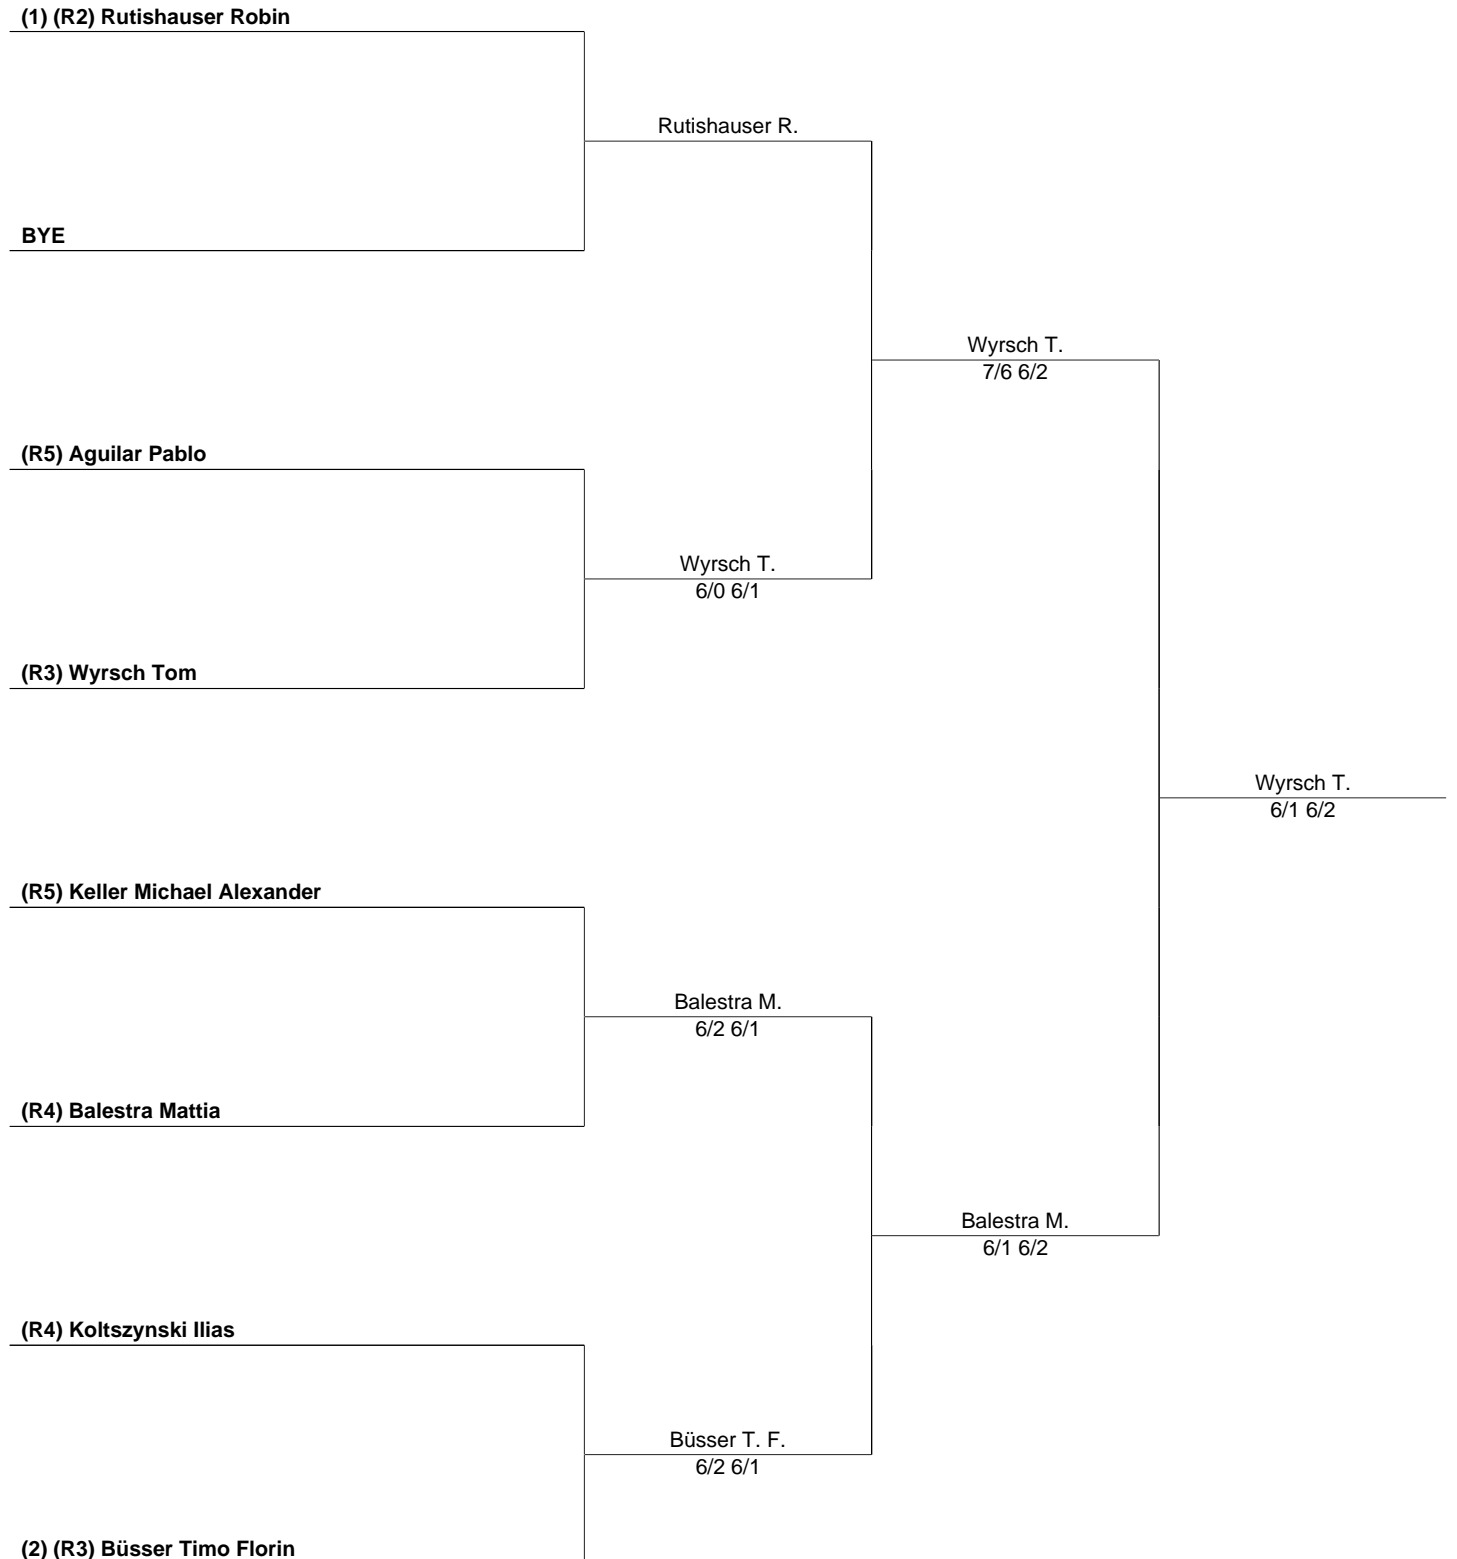 (1) (R2) Rutishauser Robin
Rutishauser R.
BYE
Wyrsch T.
7/6 6/2
(R5) Aguilar Pablo
Wyrsch T.
6/0 6/1
(R3) Wyrsch Tom
Wyrsch T.
6/1 6/2
(R5) Keller Michael Alexander
Balestra M.
6/2 6/1
(R4) Balestra Mattia
Balestra M.
6/1 6/2
(R4) Koltszynski Ilias
Büsser T. F.
6/2 6/1
(2) (R3) Büsser Timo Florin